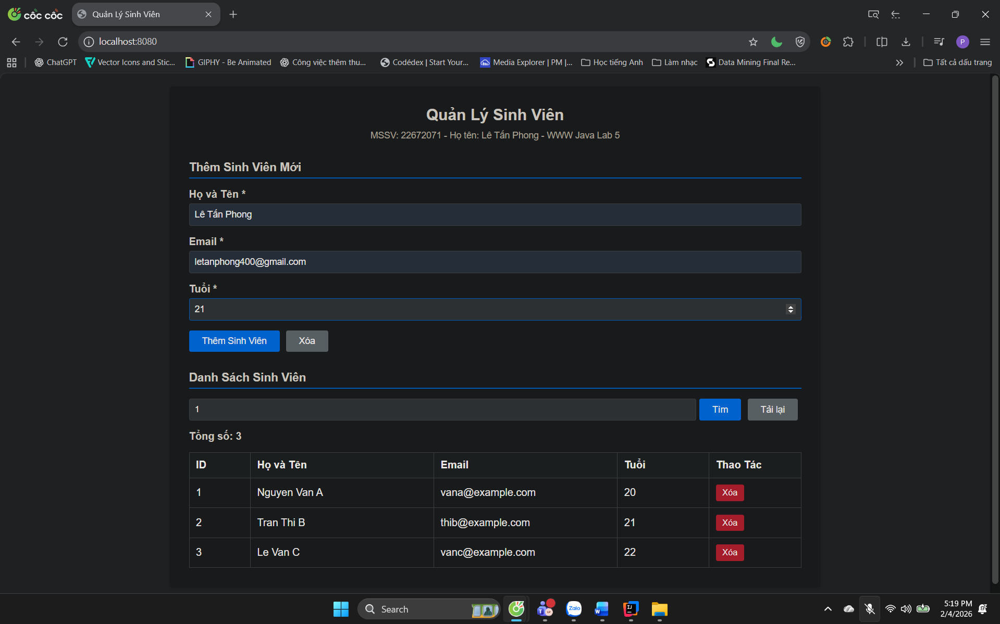 cốc cốc
Quản Lý Sinh Viên
localhost:8080
P
ChatGPT
Vector Icons and Stic...
GIPHY - Be Animated
Công việc thêm thu...
Codédex | Start Your...
Media Explorer | PM |...
Học tiếng Anh
Làm nhạc
Data Mining Final Re...
Tất cả dấu trang
Quản Lý Sinh Viên
MSSV: 22672071 - Họ tên: Lê Tấn Phong - WWW Java Lab 5
Thêm Sinh Viên Mới
Họ và Tên *
Lê Tấn Phong
Email *
letanphong400@gmail.com
Tuổi *
21
Thêm Sinh Viên
Xóa
Danh Sách Sinh Viên
1
Tìm
Tải lại
Tổng số: 3
ID Họ và Tên Email Tuổi Thao Tác
1 Nguyen Van A vana@example.com 20 Xóa
2 Tran Thi B thib@example.com 21 Xóa
3 Le Van C vanc@example.com 22 Xóa
Search
Zalo
5:19 PM
2/4/2026